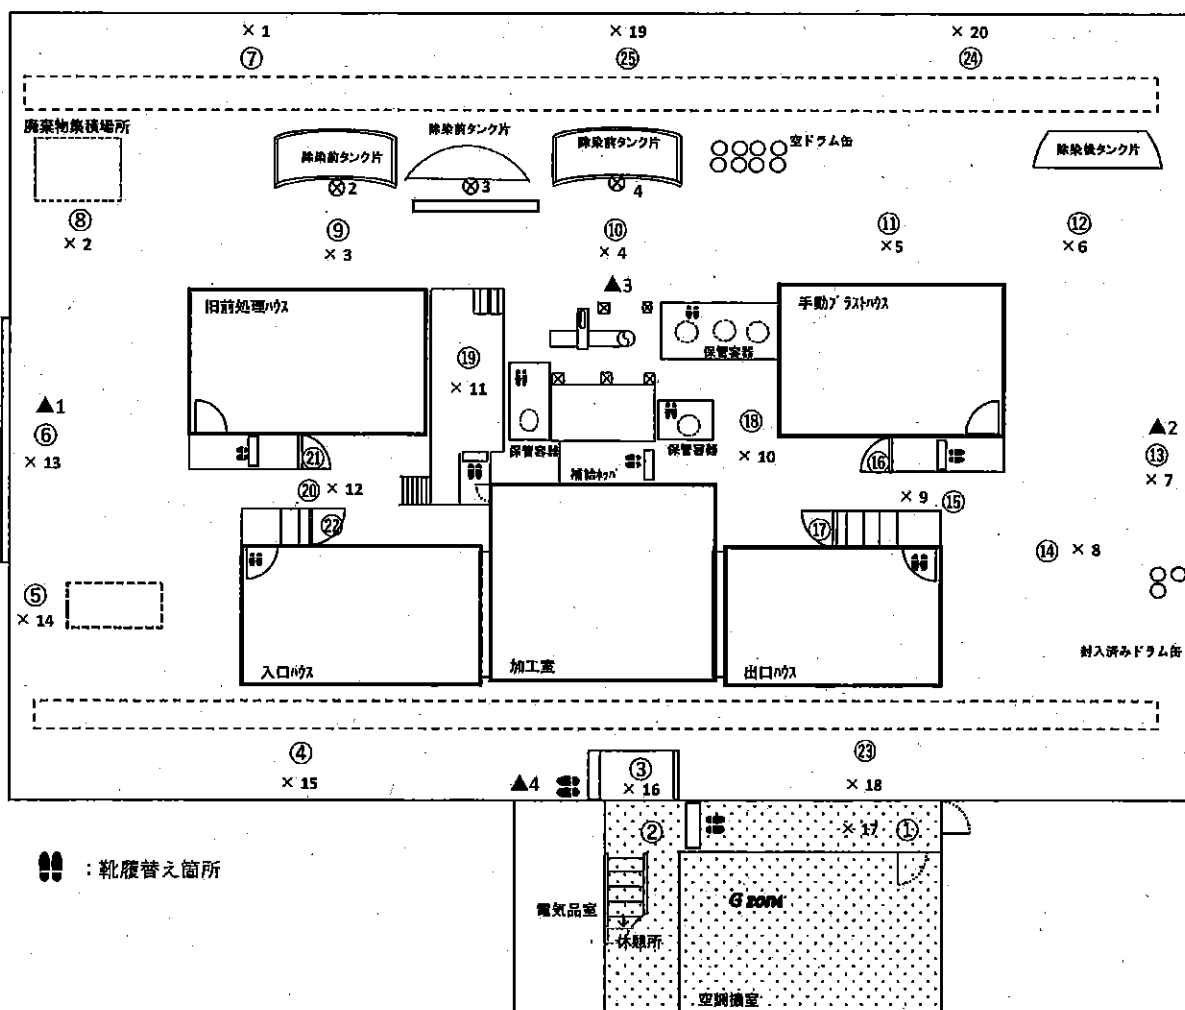 × 1
× 19
× 20
⑦
㉕
㉔
廃棄物集積場所
除染前タンク片
除染前タンク片
除染前タンク片
空ドラム缶
除染後タンク片
2
3
4
⑧
× 2
⑨
× 3
⑩
× 4
⑪
×5
⑫
× 6
▲3
旧前処理ハウス
手動ブラストハウス
保管容器
⑲
× 11
▲1
⑥
× 13
⑱
× 10
▲2
⑬
× 7
保管容器
保管容器
補給ホッパ
㉑
⑳
× 12
㉒
⑯
× 9
⑮
⑰
⑭
× 8
⑤
× 14
封入済みドラム缶
入口ハウス
加工室
出口ハウス
④
× 15
▲4
③
× 16
㉓
× 18
②
×17
①
:靴履替え箇所
G zone
電気品室
休憩所
空調機室